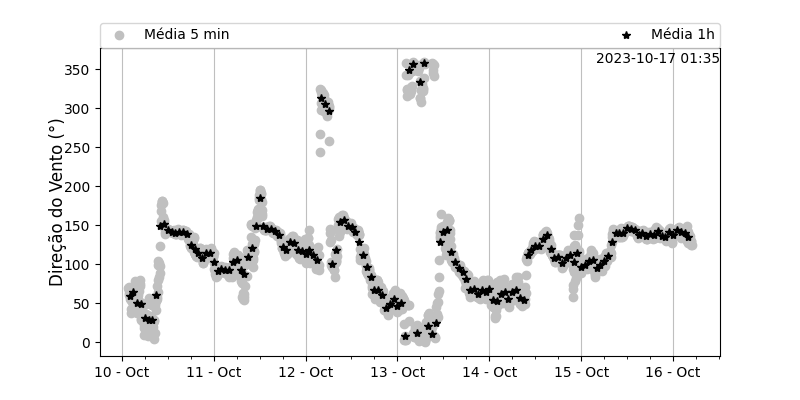 Média 5 min
Média 1h
2023-10-17 01:35
Direção do Vento (°)
350
300
250
200
150
100
50
0
10 - Oct
11 - Oct
12 - Oct
13 - Oct
14 - Oct
15 - Oct
16 - Oct